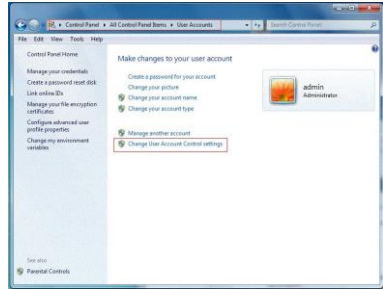 Control Panel ▸ All Control Panel Items ▸ User Accounts
Search Control Panel
File Edit View Tools Help
Control Panel Home
Manage your credentials
Create a password reset disk
Link online IDs
Manage your file encryption
certificates
Configure advanced user
profile properties
Change my environment
variables
See also
Parental Controls
Make changes to your user account
Create a password for your account
Change your picture
Change your account name
Change your account type
Manage another account
Change User Account Control settings
admin
Administrator